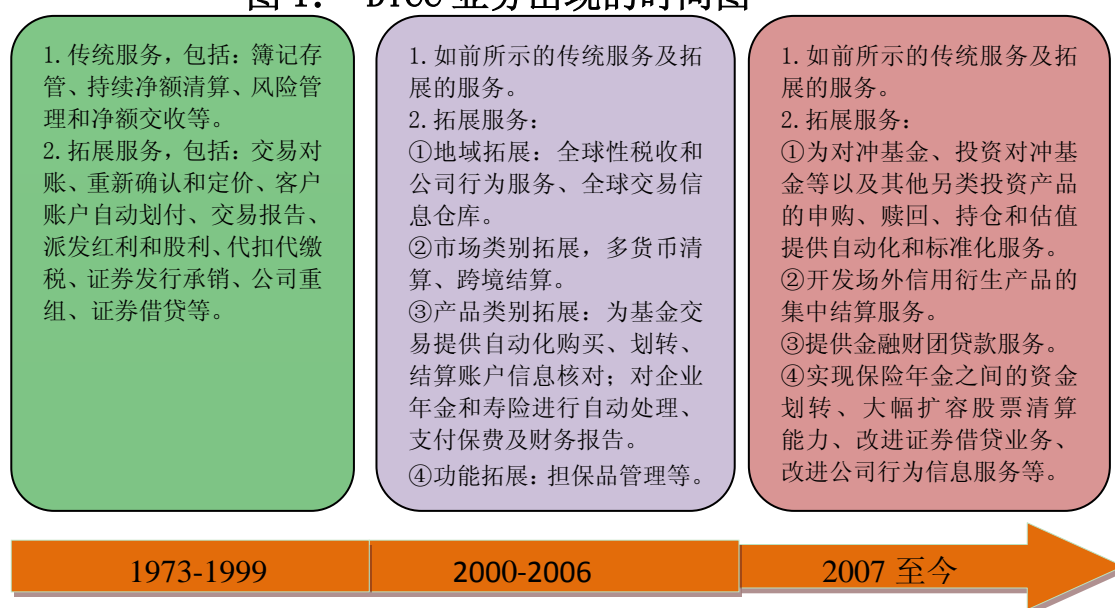 图 1： DTCC 业务出现的时间图
1.传统服务，包括：簿记存
管、持续净额清算、风险管
理和净额交收等。
2.拓展服务，包括：交易对
账、重新确认和定价、客户
账户自动划付、交易报告、
派发红利和股利、代扣代缴
税、证券发行承销、公司重
组、证券借贷等。
1.如前所示的传统服务及拓
展的服务。
2.拓展服务：
①地域拓展：全球性税收和
公司行为服务、全球交易信
息仓库。
②市场类别拓展，多货币清
算、跨境结算。
③产品类别拓展：为基金交
易提供自动化购买、划转、
结算账户信息核对；对企业
年金和寿险进行自动处理、
支付保费及财务报告。
④功能拓展：担保品管理等。
1.如前所示的传统服务及拓
展的服务。
2.拓展服务：
①为对冲基金、投资对冲基
金等以及其他另类投资产品
的申购、赎回、持仓和估值
提供自动化和标准化服务。
②开发场外信用衍生产品的
集中结算服务。
③提供金融财团贷款服务。
④实现保险年金之间的资金
划转、大幅扩容股票清算
能力、改进证券借贷业务、
改进公司行为信息服务等。
1973-1999
2000-2006
2007 至今